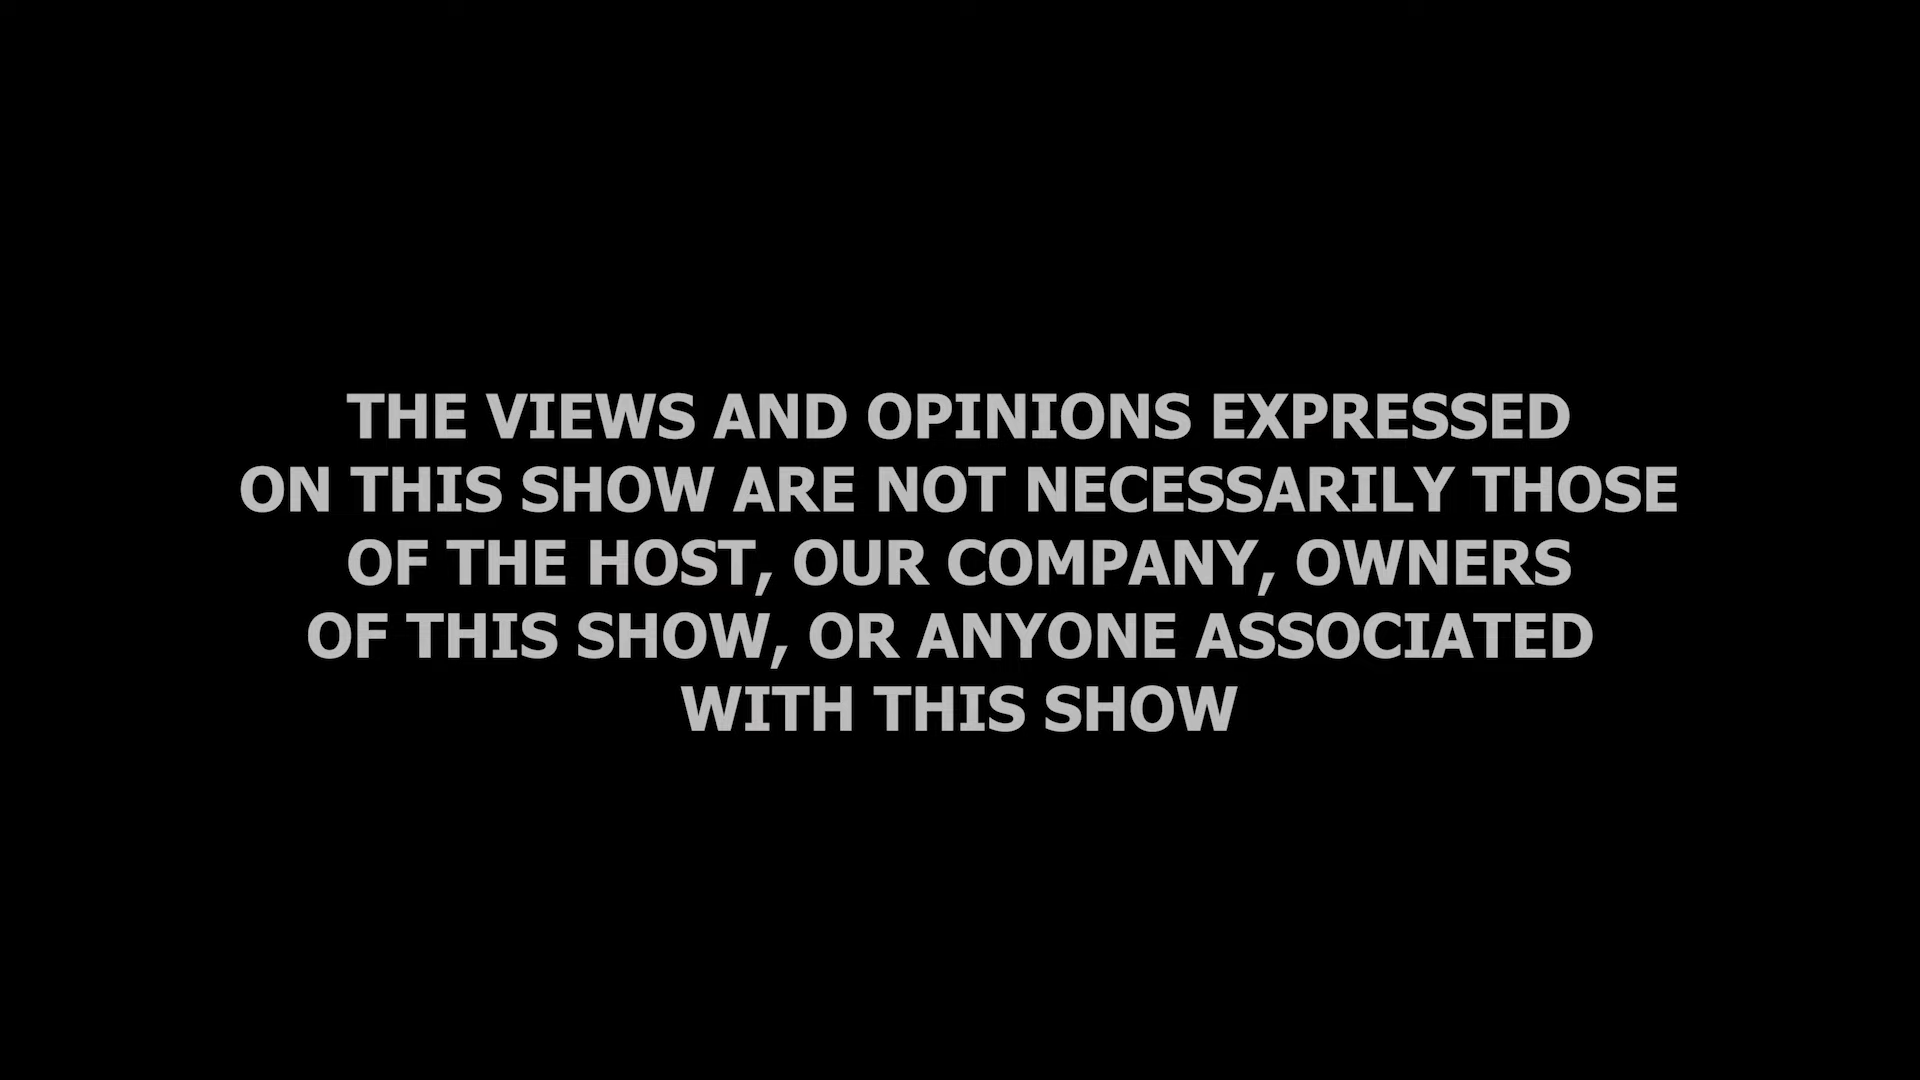 THE VIEWS AND OPINIONS EXPRESSED
ON THIS SHOW ARE NOT NECESSARILY THOSE
OF THE HOST, OUR COMPANY, OWNERS
OF THIS SHOW, OR ANYONE ASSOCIATED
WITH THIS SHOW